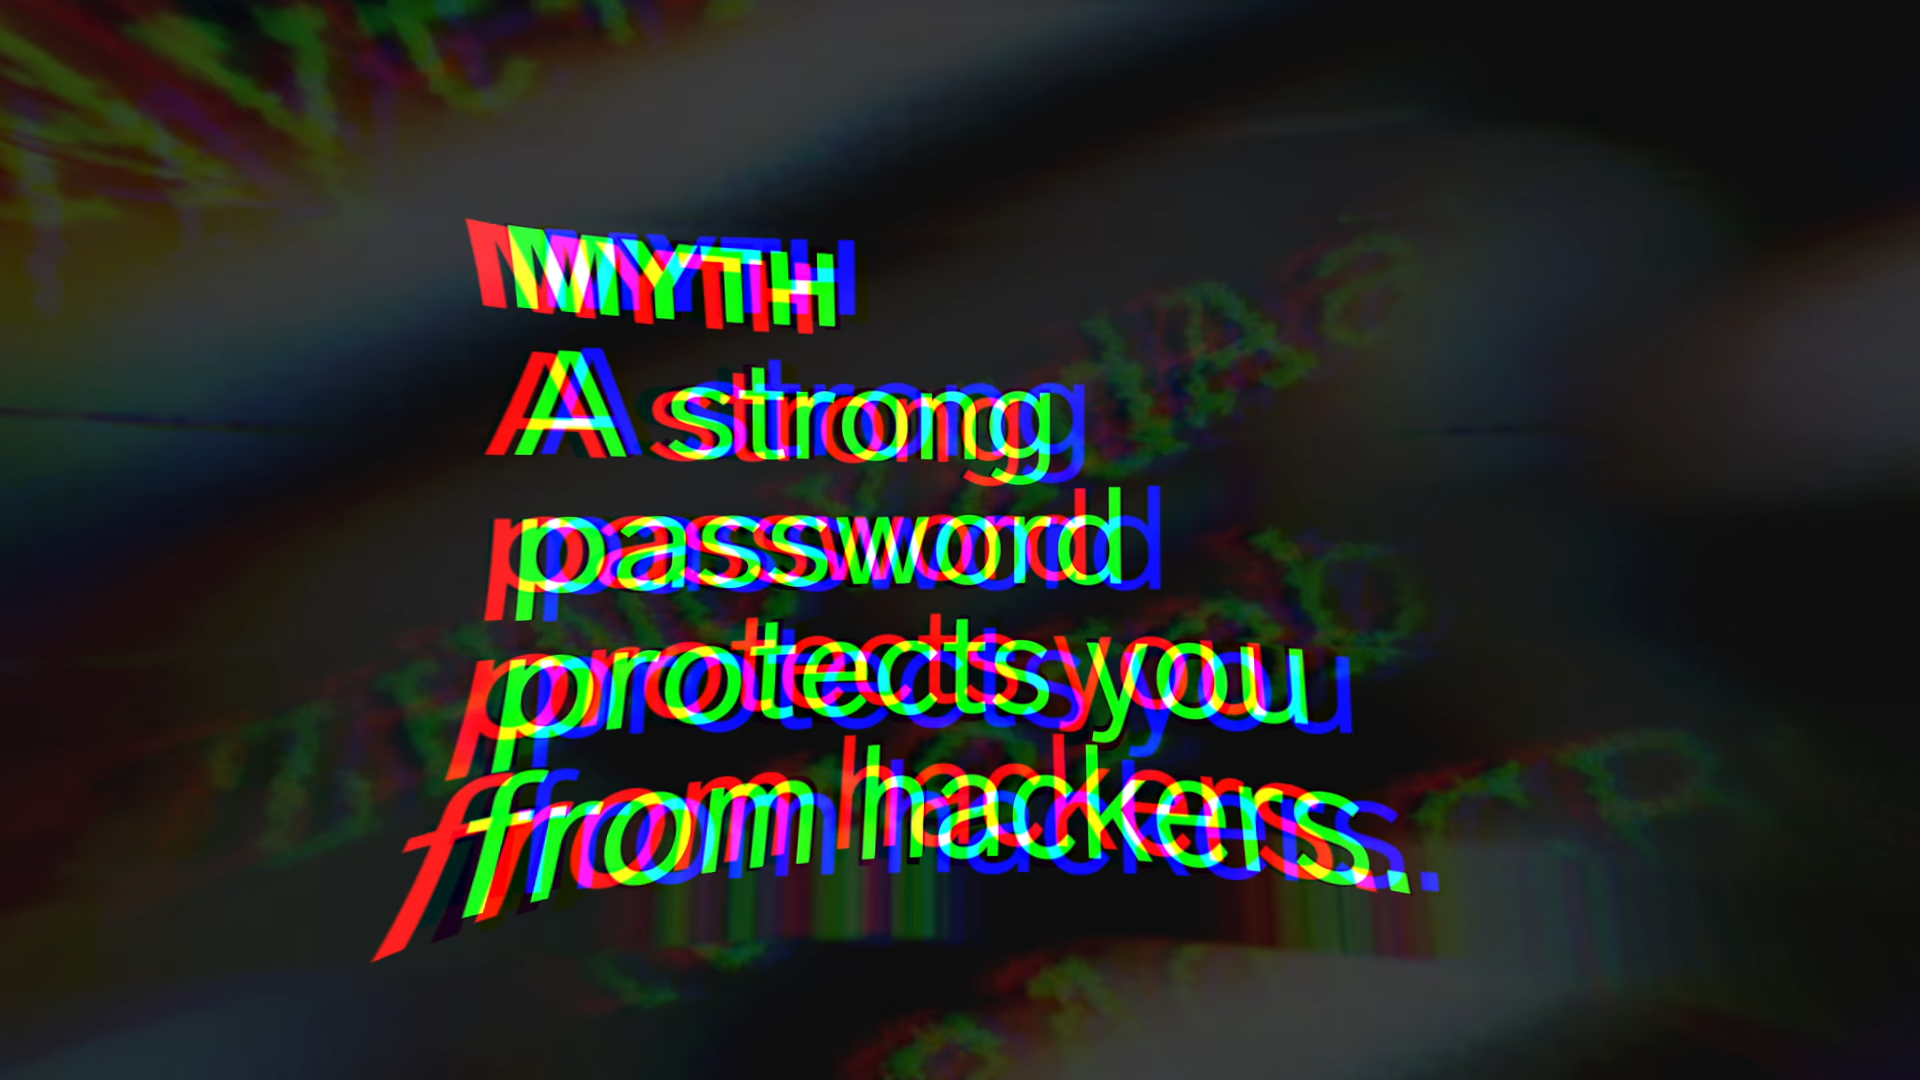 MYTH
A strong
password
protects you
from hackers.